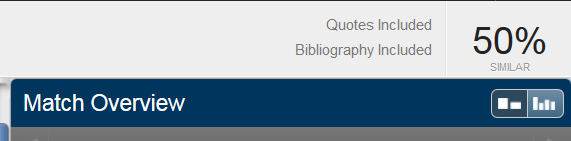 Quotes Included
Bibliography Included
50%
SIMILAR
Match Overview